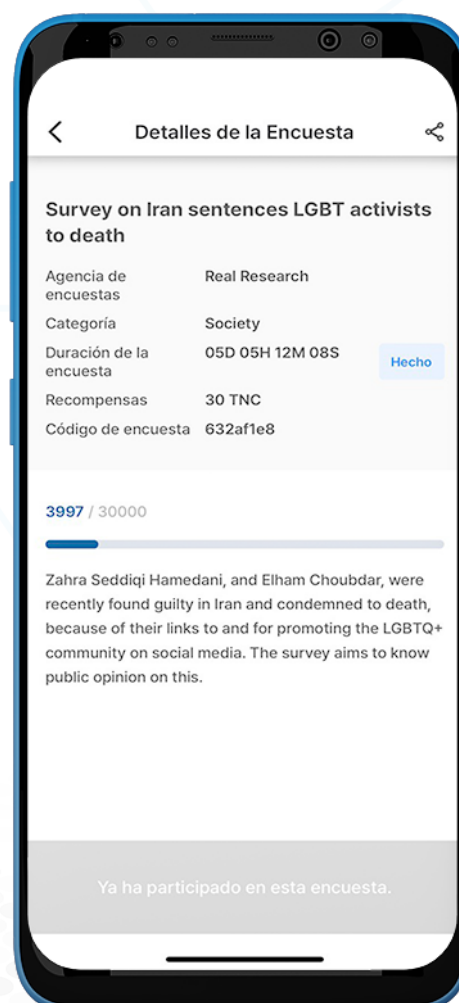 Detalles de la Encuesta
Survey on Iran sentences LGBT activists
to death
Agencia de
encuestas
Real Research
Categoría
Society
Duración de la
encuesta
05D 05H 12M 08S
Hecho
Recompensas
30 TNC
Código de encuesta
632af1e8
3997 / 30000
Zahra Seddiqi Hamedani, and Elham Choubdar, were
recently found guilty in Iran and condemned to death,
because of their links to and for promoting the LGBTQ+
community on social media. The survey aims to know
public opinion on this.
Ya ha participado en esta encuesta.